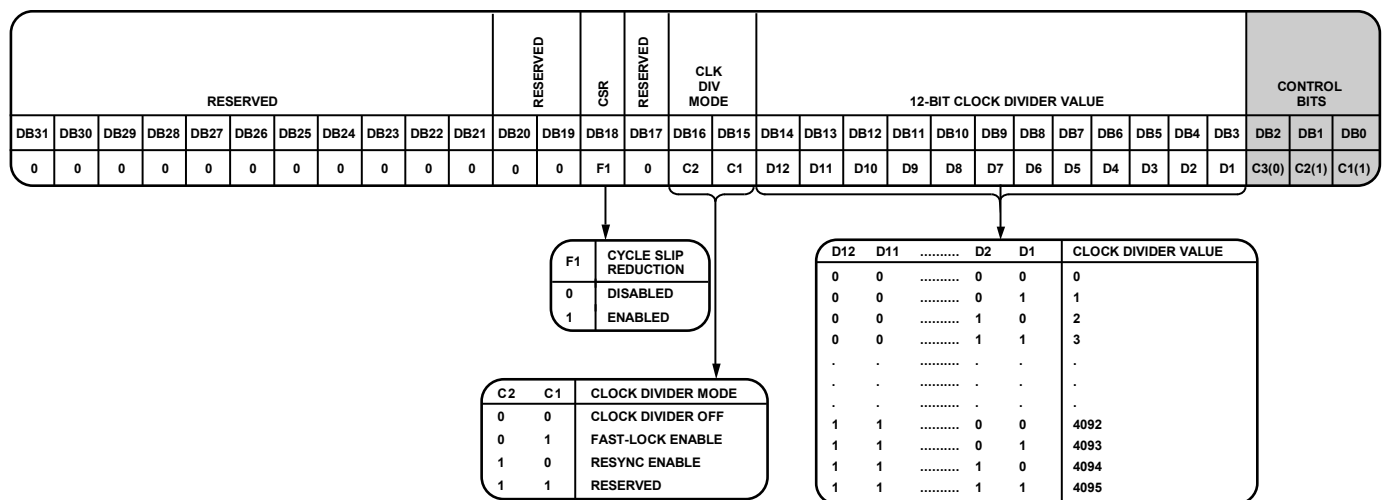 RESERVED RESERVED CSR RESERVED CLK DIV MODE 12-BIT CLOCK DIVIDER VALUE CONTROL BITS
DB31 DB30 DB29 DB28 DB27 DB26 DB25 DB24 DB23 DB22 DB21 DB20 DB19 DB18 DB17 DB16 DB15 DB14 DB13 DB12 DB11 DB10 DB9 DB8 DB7 DB6 DB5 DB4 DB3 DB2 DB1 DB0
0 0 0 0 0 0 0 0 0 0 0 0 0 F1 0 C2 C1 D12 D11 D10 D9 D8 D7 D6 D5 D4 D3 D2 D1 C3(0) C2(1) C1(1)
F1 CYCLE SLIP REDUCTION
0 DISABLED
1 ENABLED
C2 C1 CLOCK DIVIDER MODE
0 0 CLOCK DIVIDER OFF
0 1 FAST-LOCK ENABLE
1 0 RESYNC ENABLE
1 1 RESERVED
D12 D11 .......... D2 D1 CLOCK DIVIDER VALUE
0 0 .......... 0 0 0
0 0 .......... 0 1 1
0 0 .......... 1 0 2
0 0 .......... 1 1 3
. . .......... . . .
. . .......... . . .
. . .......... . . .
1 1 .......... 0 0 4092
1 1 .......... 0 1 4093
1 1 .......... 1 0 4094
1 1 .......... 1 1 4095